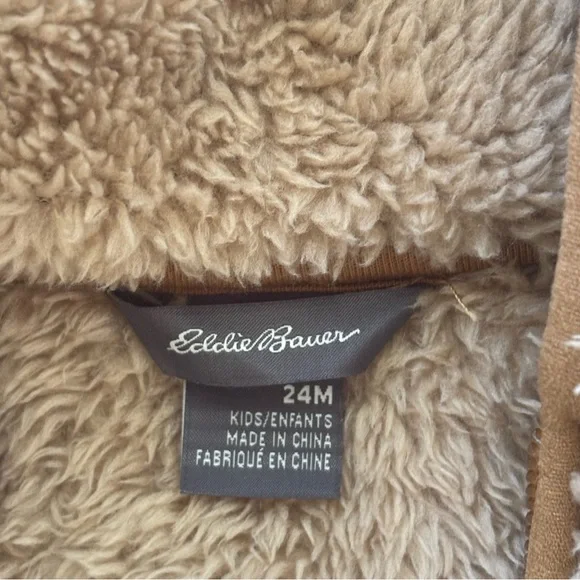 Eddie Bauer
24M
KIDS/ENFANTS
MADE IN CHINA
FABRIQUÉ EN CHINE